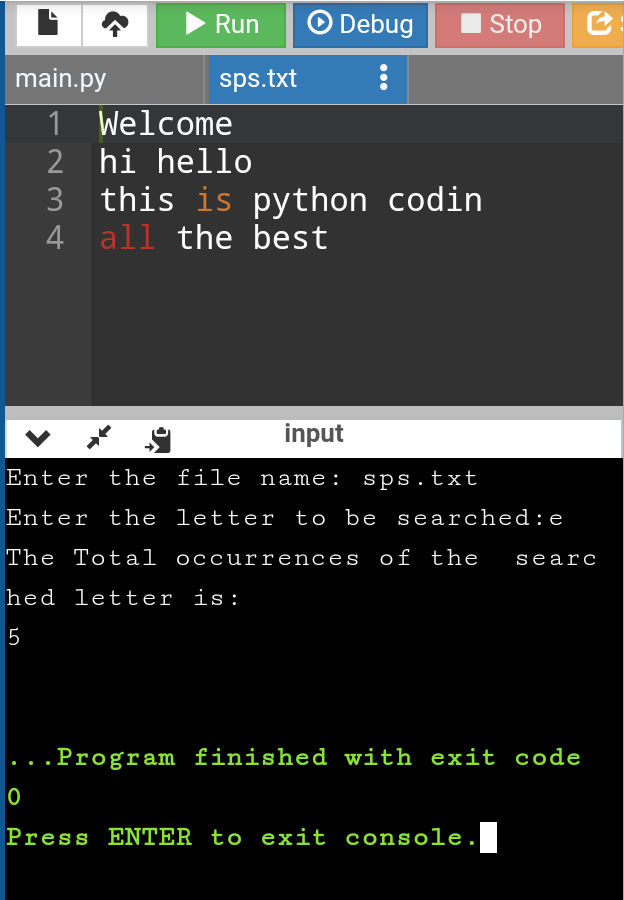 Run Debug Stop S
main.py sps.txt
1 Welcome
2 hi hello
3 this is python codin
4 all the best
input
Enter the file name: sps.txt
Enter the letter to be searched:e
The Total occurrences of the  searc
hed letter is:
5
...Program finished with exit code
0
Press ENTER to exit console.